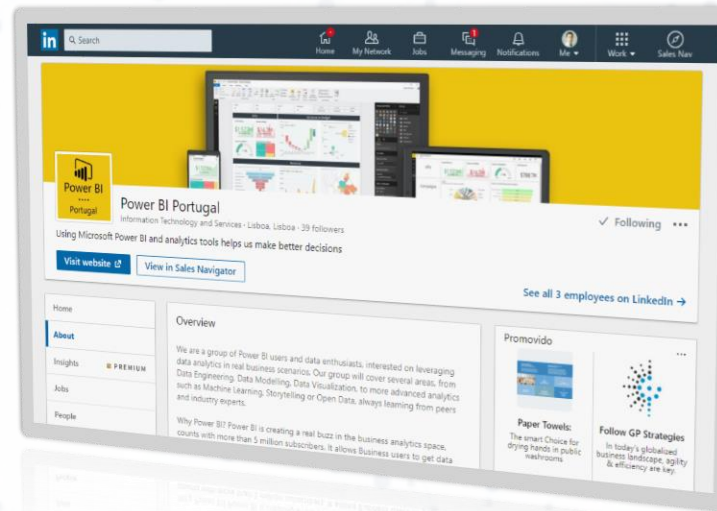 in
Search
Home
My Network
Jobs
Messaging
Notifications
Me
Work
Sales Nav
Power BI
Portugal
Power BI Portugal
Information Technology and Services · Lisboa, Lisboa · 39 followers
Using Microsoft Power BI and analytics tools helps us make better decisions
Following
Visit website
View in Sales Navigator
See all 3 employees on LinkedIn →
Home
About
Insights PREMIUM
Jobs
People
Overview
We are a group of Power BI users and data enthusiasts, interested on leveraging
data analytics in real business scenarios. Our group will cover several areas, from
Data Engineering, Data Modelling, Data Visualization, to more advanced analytics
such as Machine Learning, Storytelling or Open Data, always learning from peers
and industry experts.
Why Power BI? Power BI is creating a real buzz in the business analytics space,
counts with more than 5 million subscribers. It allows Business users to get data
Promovido
Paper Towels:
The smart Choice for
drying hands in public
washrooms
Follow GP Strategies
In today's globalized
business landscape, agility
& efficiency are key.